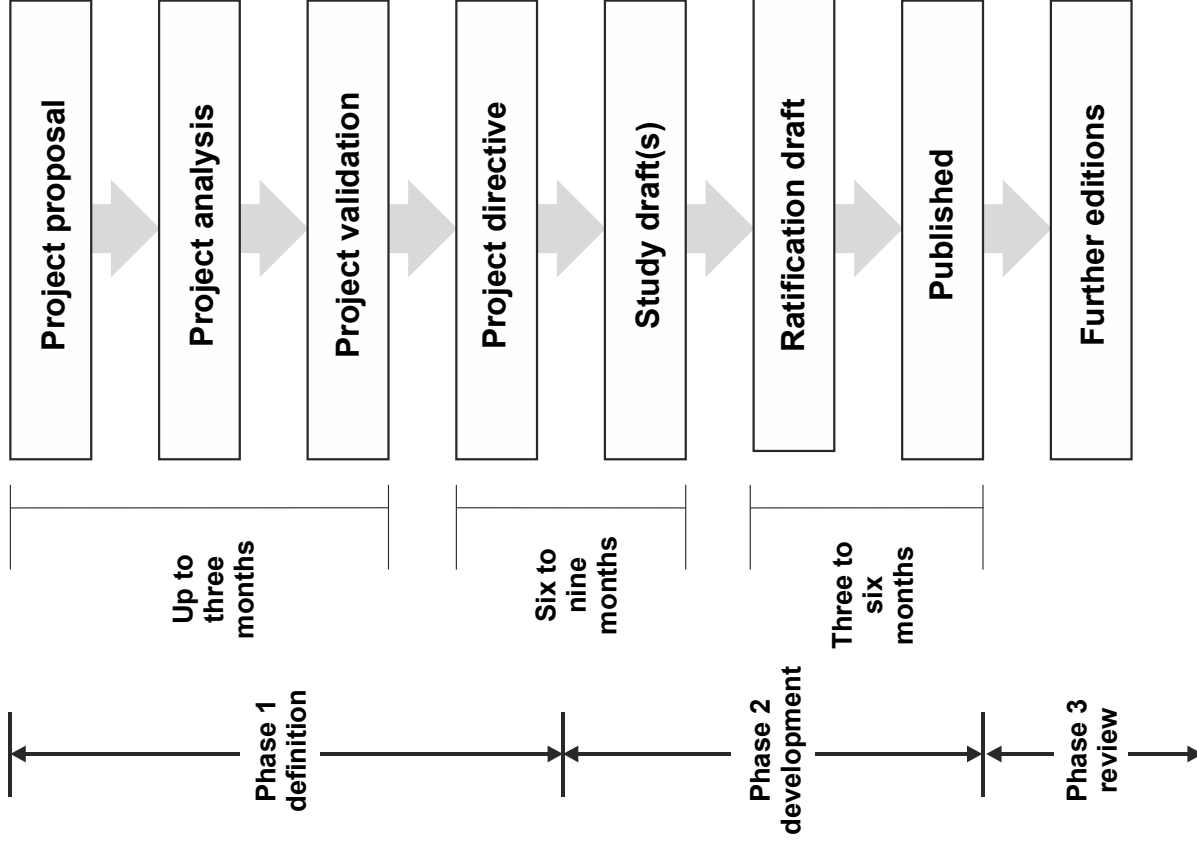 Project proposal
Project analysis
Project validation
Project directive
Study draft(s)
Ratification draft
Published
Further editions
Up to
three
months
Six to
nine
months
Three to
six
months
Phase 1
definition
Phase 2
development
Phase 3
review